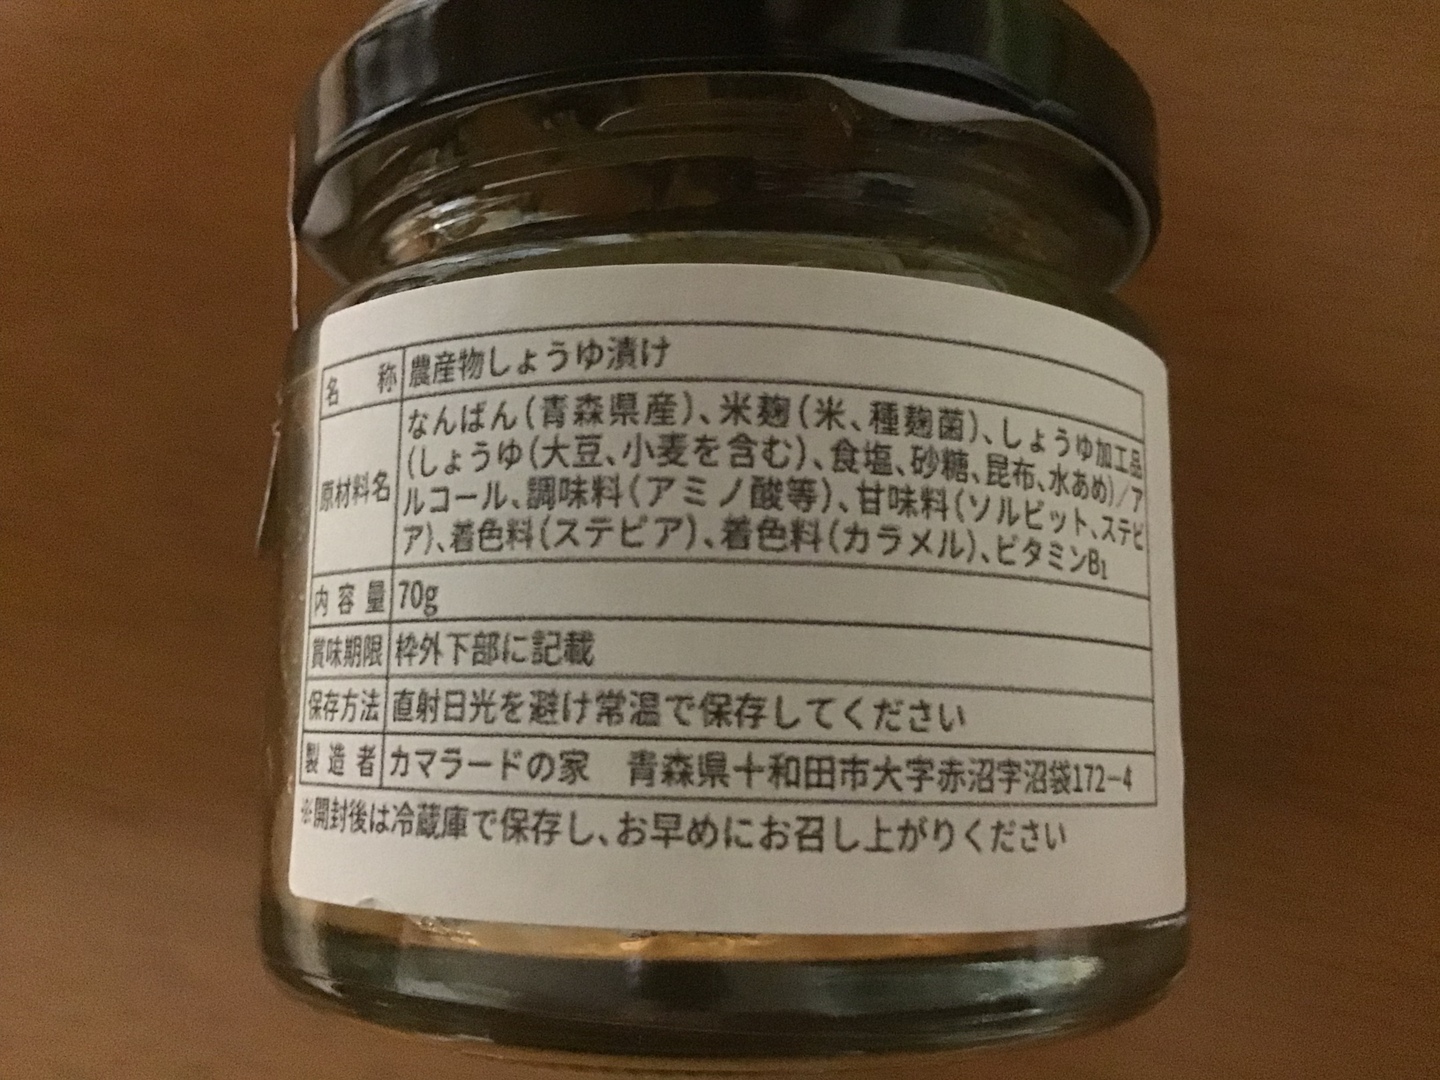 名称 農産物しょうゆ漬け
原材料名 なんばん(青森県産)、米麹(米、種麹菌)、しょうゆ加工品
(しょうゆ(大豆、小麦を含む)、食塩、砂糖、昆布、水あめ)/ア
ルコール、調味料(アミノ酸等)、甘味料(ソルビット、ステビ
ア)、着色料(ステビア)、着色料(カラメル)、ビタミンB₁
内容量 70g
賞味期限 枠外下部に記載
保存方法 直射日光を避け常温で保存してください
製造者 カマラードの家 青森県十和田市大字赤沼字沼袋172-4
※開封後は冷蔵庫で保存し、お早めにお召し上がりください